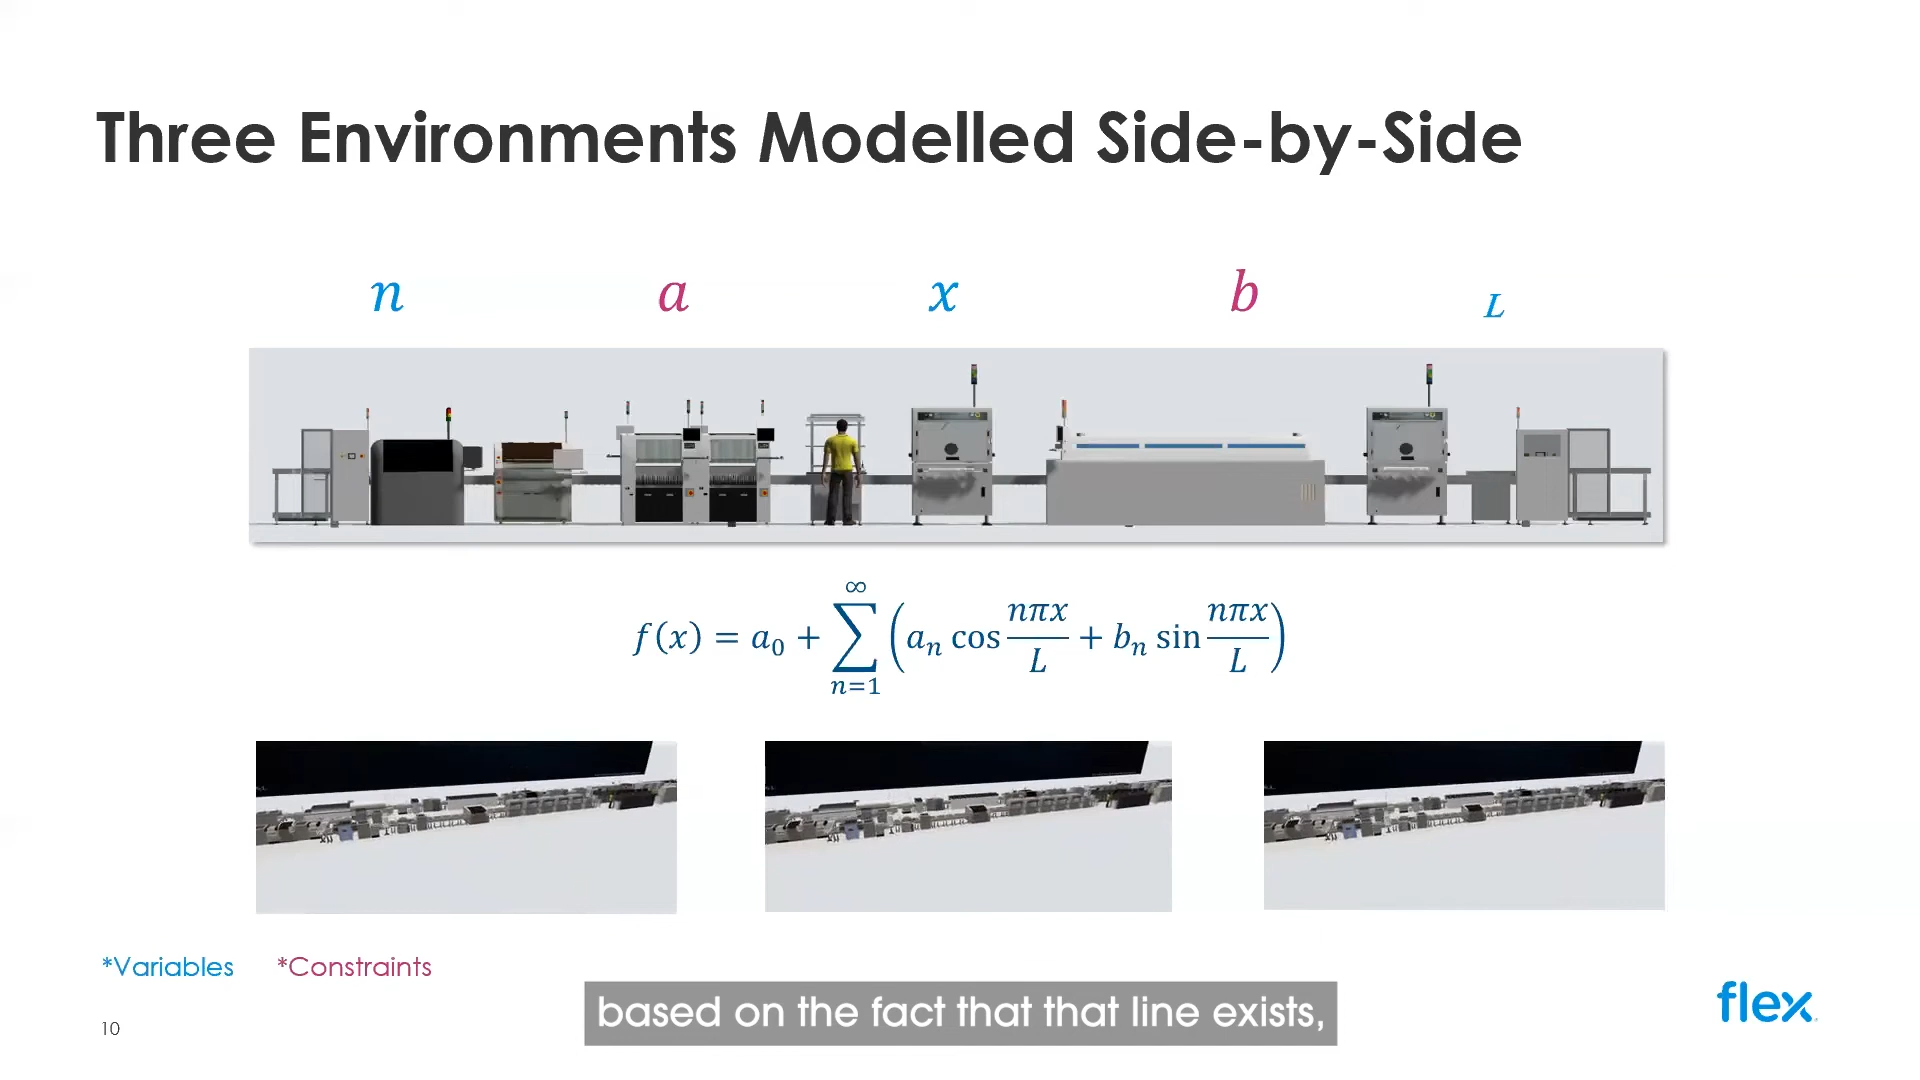 Three Environments Modelled Side-by-Side
n a x b L
f(x) = a₀ + ∑ₙ₌₁^∞ (aₙ cos nπx/L + bₙ sin nπx/L)
*Variables *Constraints
based on the fact that that line exists,
flex
10